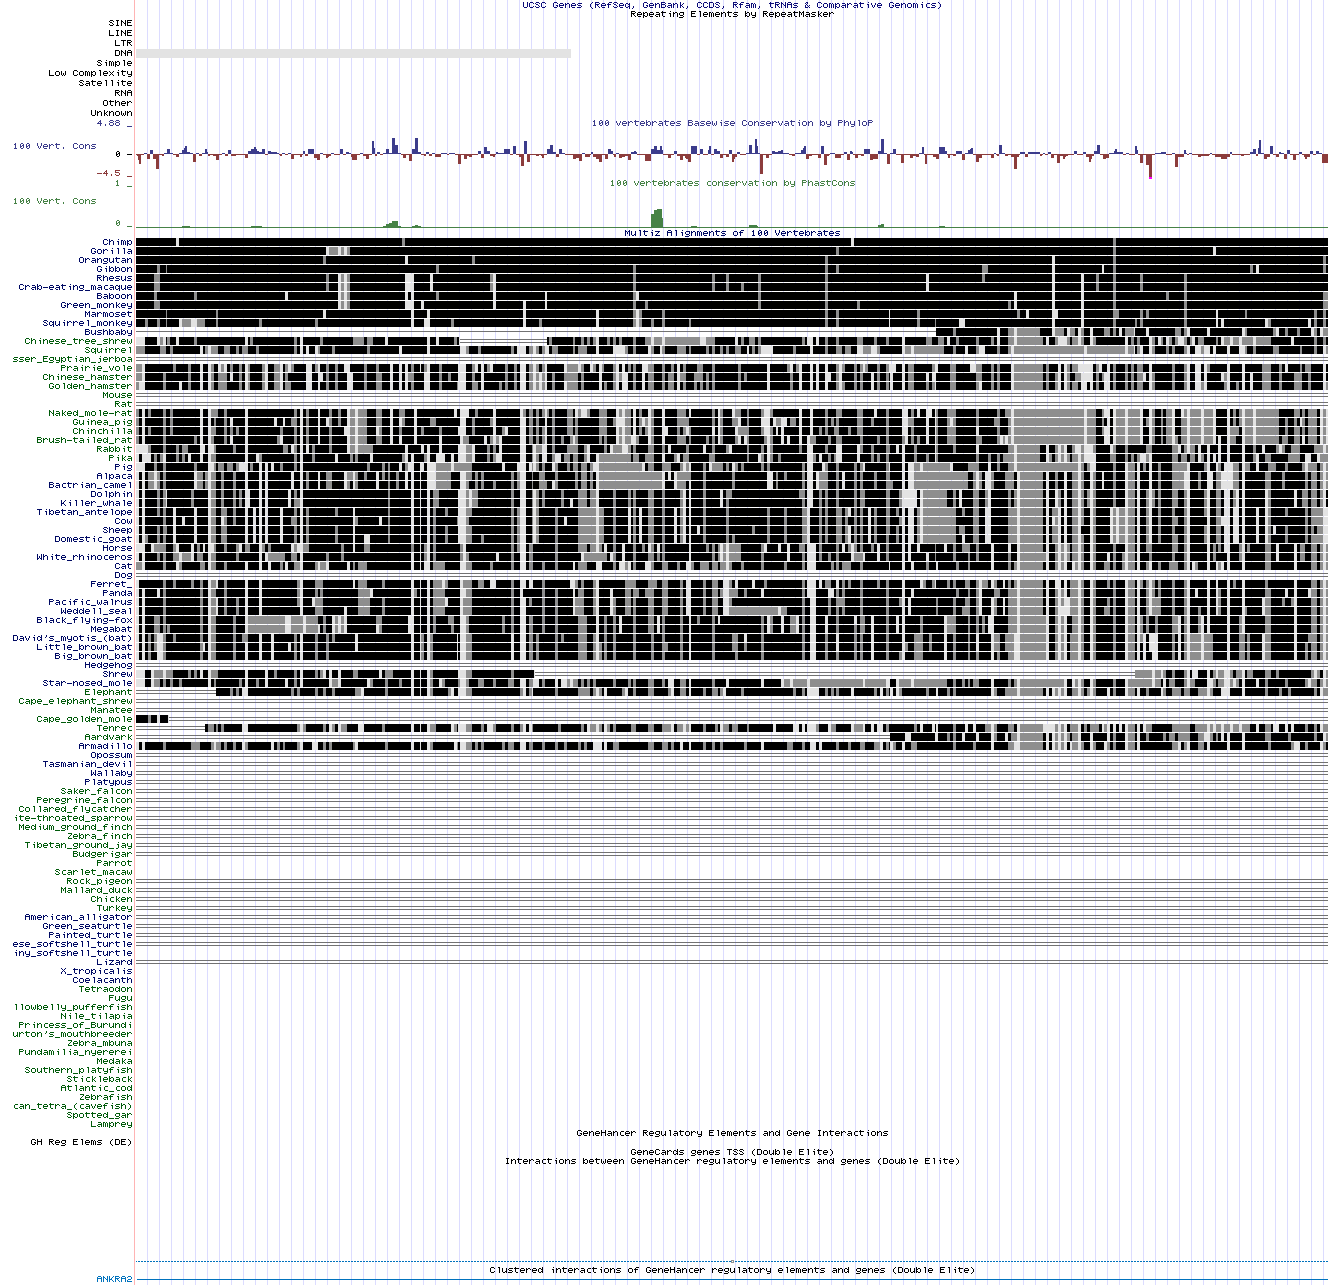 UCSC Genes (RefSeq, GenBank, CCDS, Rfam, tRNAs & Comparative Genomics)
Repeating Elements by RepeatMasker
SINE
LINE
LTR
DNA
Simple
Low Complexity
Satellite
RNA
Other
Unknown
4.88 _
100 vertebrates Basewise Conservation by PhyloP
100 Vert. Cons
0 -
-4.5 _
1 _
100 vertebrates conservation by PhastCons
100 Vert. Cons
0 _
Multiz Alignments of 100 Vertebrates
Chimp
Gorilla
Orangutan
Gibbon
Rhesus
Crab-eating_macaque
Baboon
Green_monkey
Marmoset
Squirrel_monkey
Bushbaby
Chinese_tree_shrew
Squirrel
sser_Egyptian_jerboa
Prairie_vole
Chinese_hamster
Golden_hamster
Mouse
Rat
Naked_mole-rat
Guinea_pig
Chinchilla
Brush-tailed_rat
Rabbit
Pika
Pig
Alpaca
Bactrian_camel
Dolphin
Killer_whale
Tibetan_antelope
Cow
Sheep
Domestic_goat
Horse
White_rhinoceros
Cat
Dog
Ferret_
Panda
Pacific_walrus
Weddell_seal
Black_flying-fox
Megabat
David's_myotis_(bat)
Little_brown_bat
Big_brown_bat
Hedgehog
Shrew
Star-nosed_mole
Elephant
Cape_elephant_shrew
Manatee
Cape_golden_mole
Tenrec
Aardvark
Armadillo
Opossum
Tasmanian_devil
Wallaby
Platypus
Saker_falcon
Peregrine_falcon
Collared_flycatcher
ite-throated_sparrow
Medium_ground_finch
Zebra_finch
Tibetan_ground_jay
Budgerigar
Parrot
Scarlet_macaw
Rock_pigeon
Mallard_duck
Chicken
Turkey
American_alligator
Green_seaturtle
Painted_turtle
ese_softshell_turtle
iny_softshell_turtle
Lizard
X_tropicalis
Coelacanth
Tetraodon
Fugu
llowbelly_pufferfish
Nile_tilapia
Princess_of_Burundi
urton's_mouthbreeder
Zebra_mbuna
Pundamilia_nyererei
Medaka
Southern_platyfish
Stickleback
Atlantic_cod
Zebrafish
can_tetra_(cavefish)
Spotted_gar
Lamprey
GeneHancer Regulatory Elements and Gene Interactions
GH Reg Elems (DE)
GeneCards genes TSS (Double Elite)
Interactions between GeneHancer regulatory elements and genes (Double Elite)
Clustered interactions of GeneHancer regulatory elements and genes (Double Elite)
ANKRA2